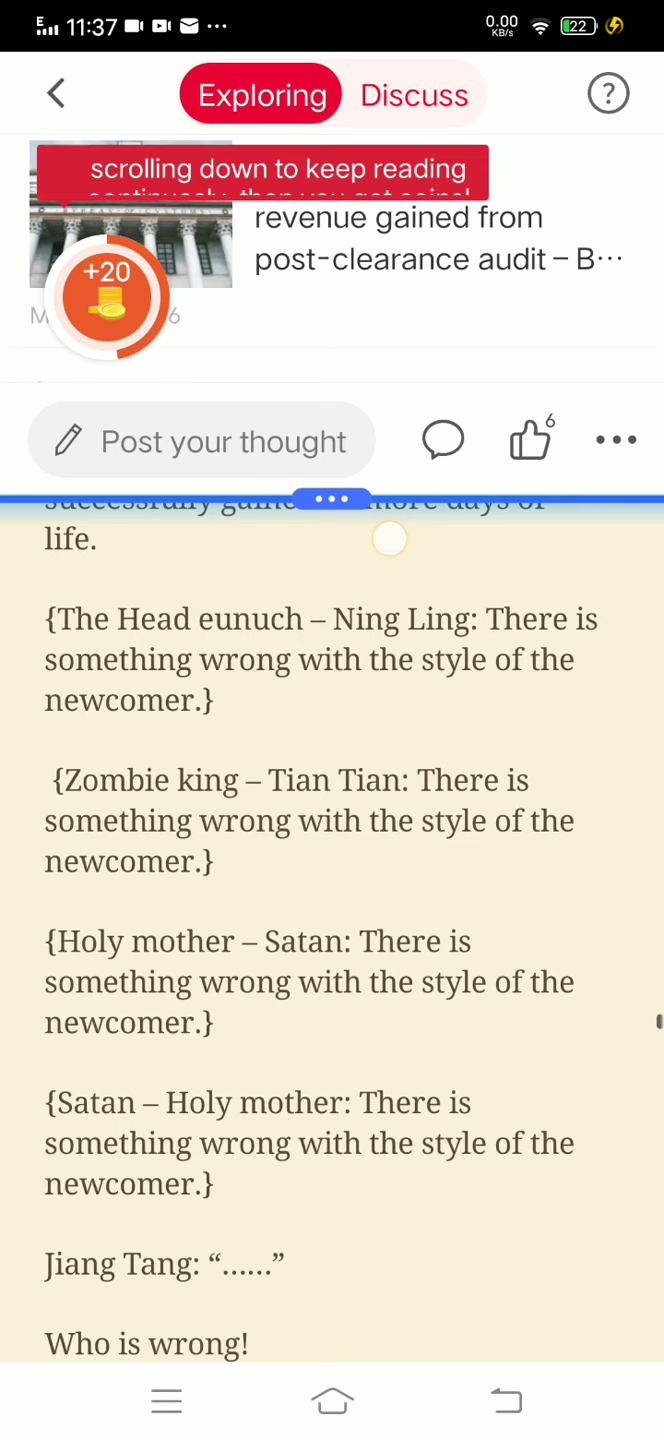 E
11:37
0.00
KB/s
22
Exploring
Discuss
?
scrolling down to keep reading
revenue gained from
post-clearance audit – B...
+20
M
6
Post your thought
6
life.
{The Head eunuch – Ning Ling: There is
something wrong with the style of the
newcomer.}
{Zombie king – Tian Tian: There is
something wrong with the style of the
newcomer.}
{Holy mother – Satan: There is
something wrong with the style of the
newcomer.}
{Satan – Holy mother: There is
something wrong with the style of the
newcomer.}
Jiang Tang: “......”
Who is wrong!